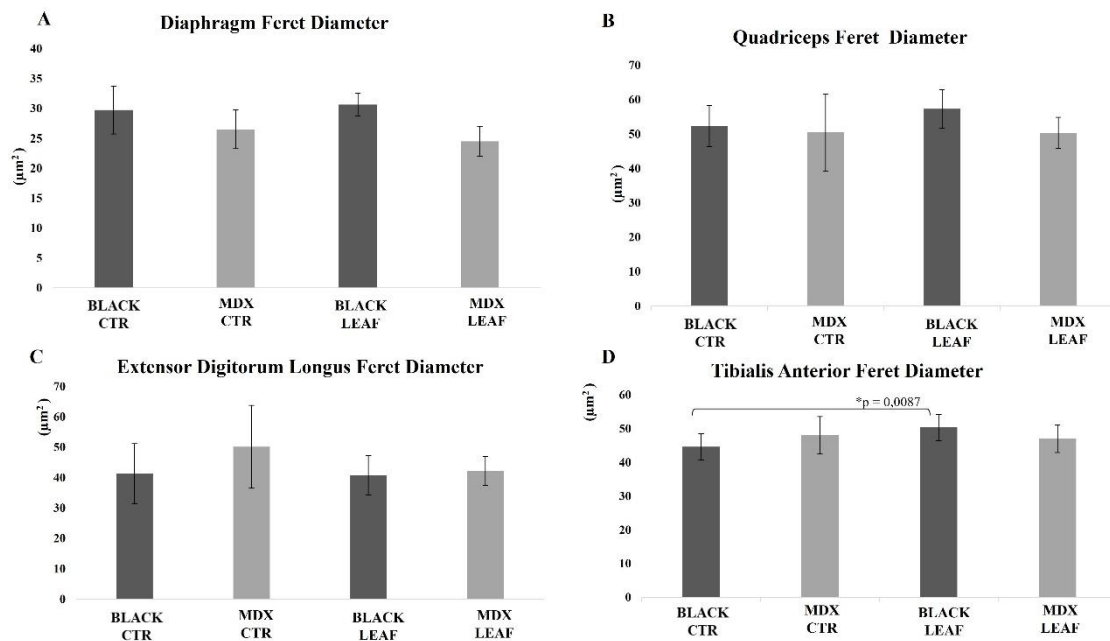 A
Diaphragm Feret Diameter
40
35
30
25
20
15
10
5
0
(µm²)
BLACK
CTR
MDX
CTR
BLACK
LEAF
MDX
LEAF
B
Quadriceps Feret Diameter
70
60
50
40
30
20
10
0
(µm²)
BLACK
CTR
MDX
CTR
BLACK
LEAF
MDX
LEAF
C
Extensor Digitorum Longus Feret Diameter
70
60
50
40
30
20
10
0
(µm²)
BLACK
CTR
MDX
CTR
BLACK
LEAF
MDX
LEAF
D
Tibialis Anterior Feret Diameter
*p = 0,0087
60
50
40
30
20
10
0
(µm²)
BLACK
CTR
MDX
CTR
BLACK
LEAF
MDX
LEAF